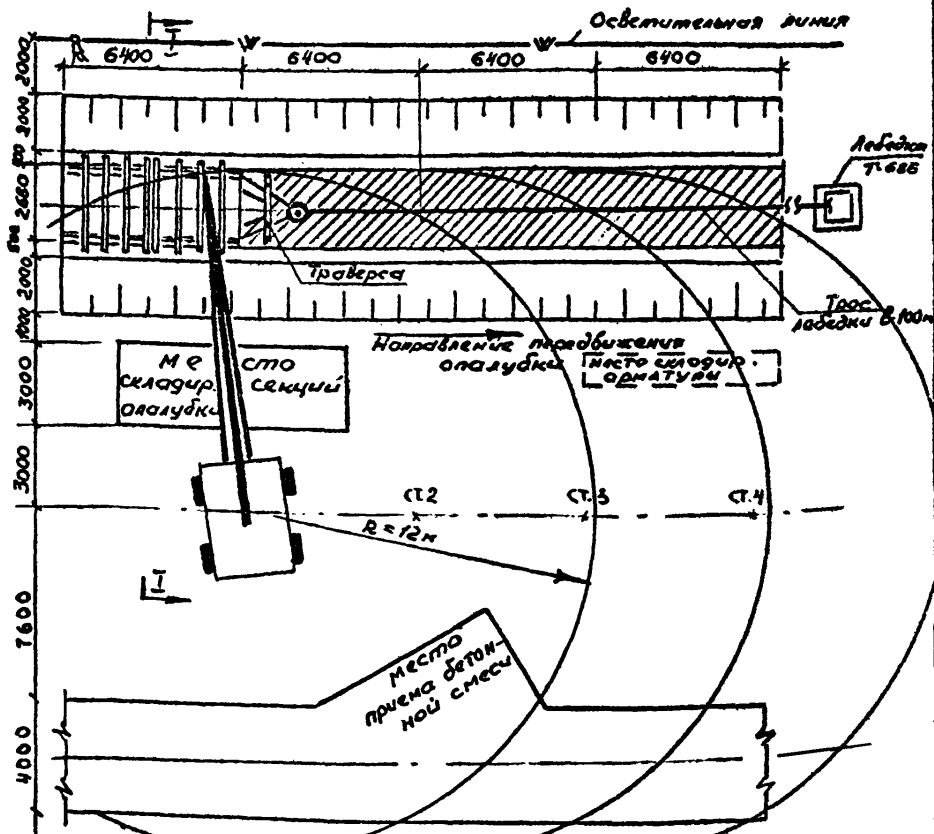 Осветительная линия
I
6400
6400
6400
6400
2000
2000
2660
2000
1000
3000
3000
7600
4000
Лебедка
Т-68Б
Траверса
Трос
лебедки ℓ=100м
Направление передвижения
опалубки
место складир.
арматуры
Место
складир. секций
опалубки
ст.2
ст.3
ст.4
R=12м
I
место
приема бетон-
ной смеси